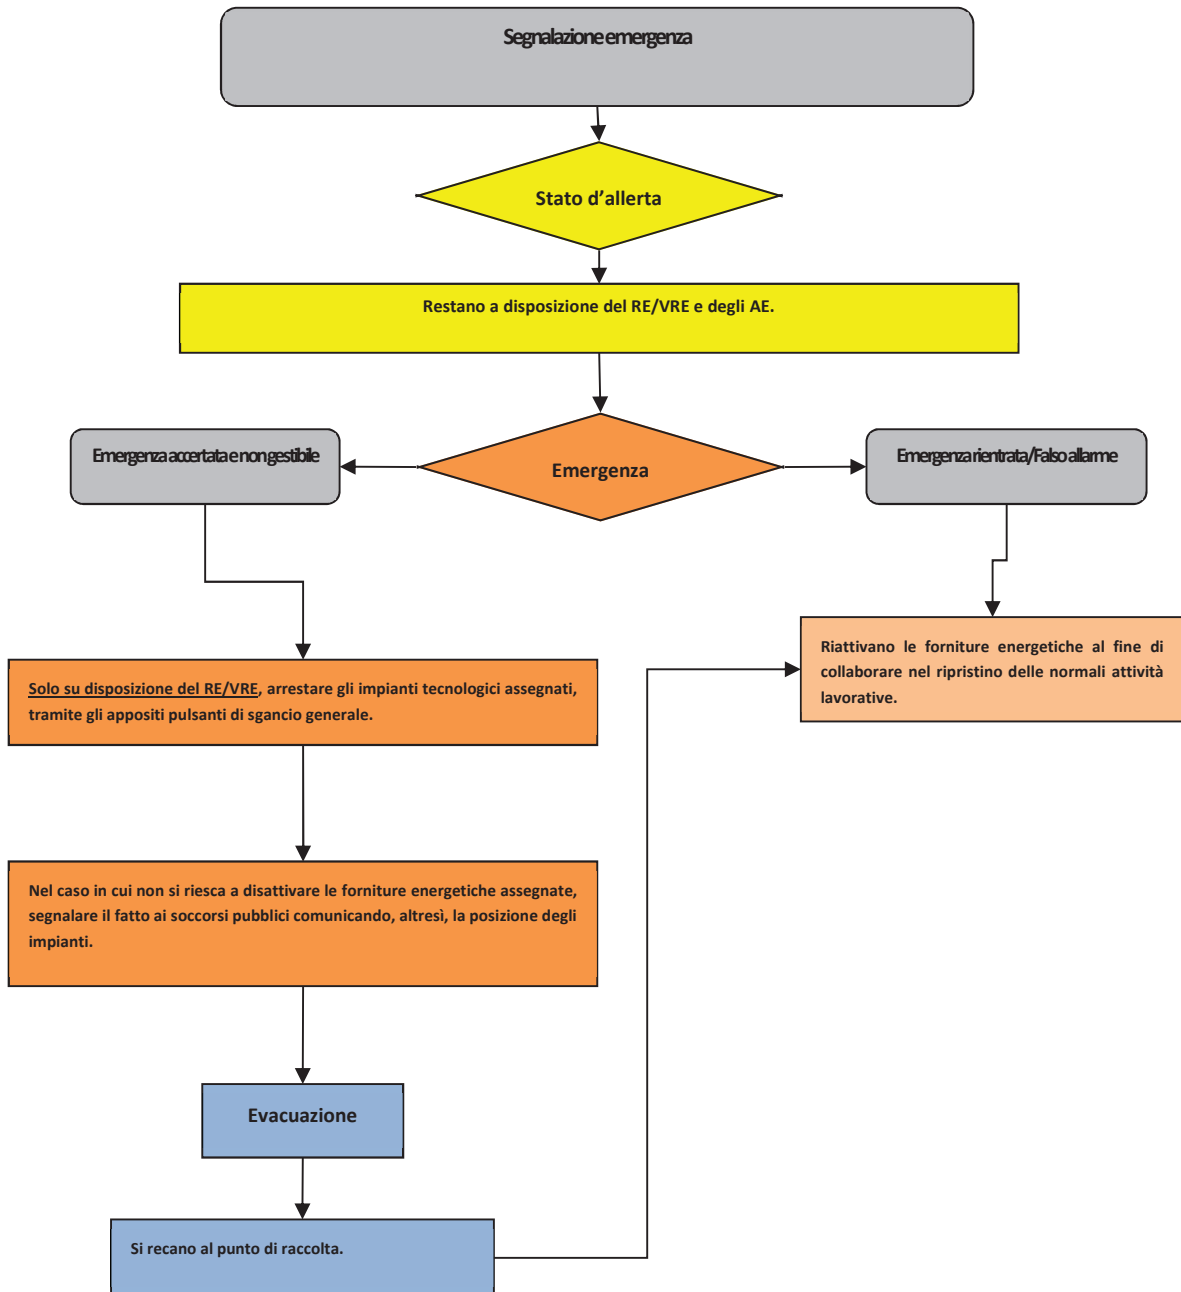 Segnalazione emergenza
Stato d’allerta
Restano a disposizione del RE/VRE e degli AE.
Emergenza accertata e non gestibile
Emergenza
Emergenza rientrata/Falso allarme
Solo su disposizione del RE/VRE, arrestare gli impianti tecnologici assegnati,
tramite gli appositi pulsanti di sgancio generale.
Riattivano le forniture energetiche al fine di
collaborare nel ripristino delle normali attività
lavorative.
Nel caso in cui non si riesca a disattivare le forniture energetiche assegnate,
segnalare il fatto ai soccorsi pubblici comunicando, altresì, la posizione degli
impianti.
Evacuazione
Si recano al punto di raccolta.